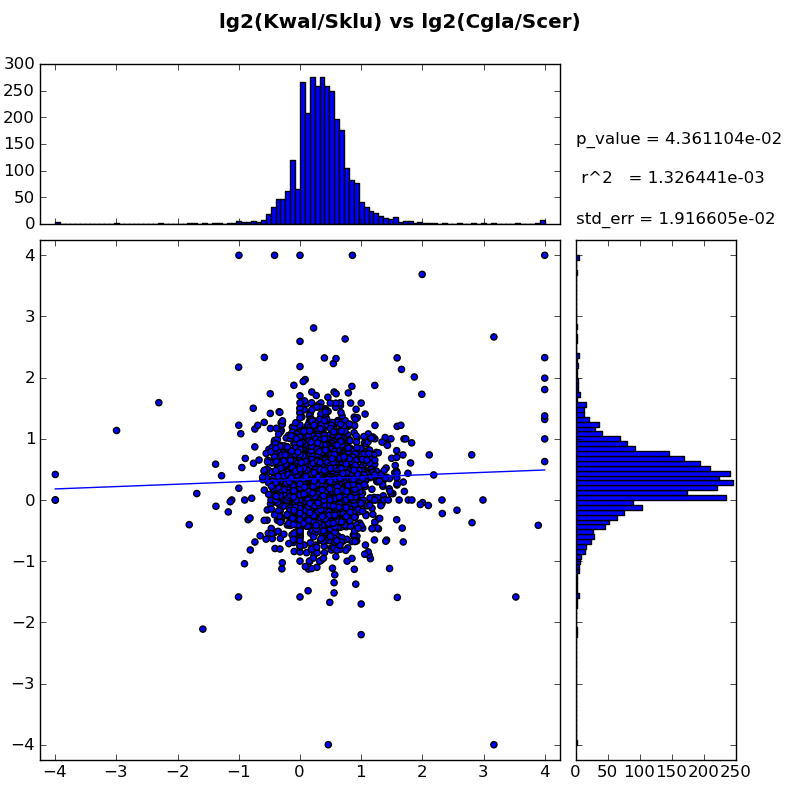 lg2(Kwal/Sklu) vs lg2(Cgla/Scer)
300
250
200
150
100
50
0
p_value = 4.361104e-02
r^2 = 1.326441e-03
std_err = 1.916605e-02
4
3
2
1
0
−1
−2
−3
−4
−4 −3 −2 −1 0 1 2 3 4
0 50 100 150 200 250